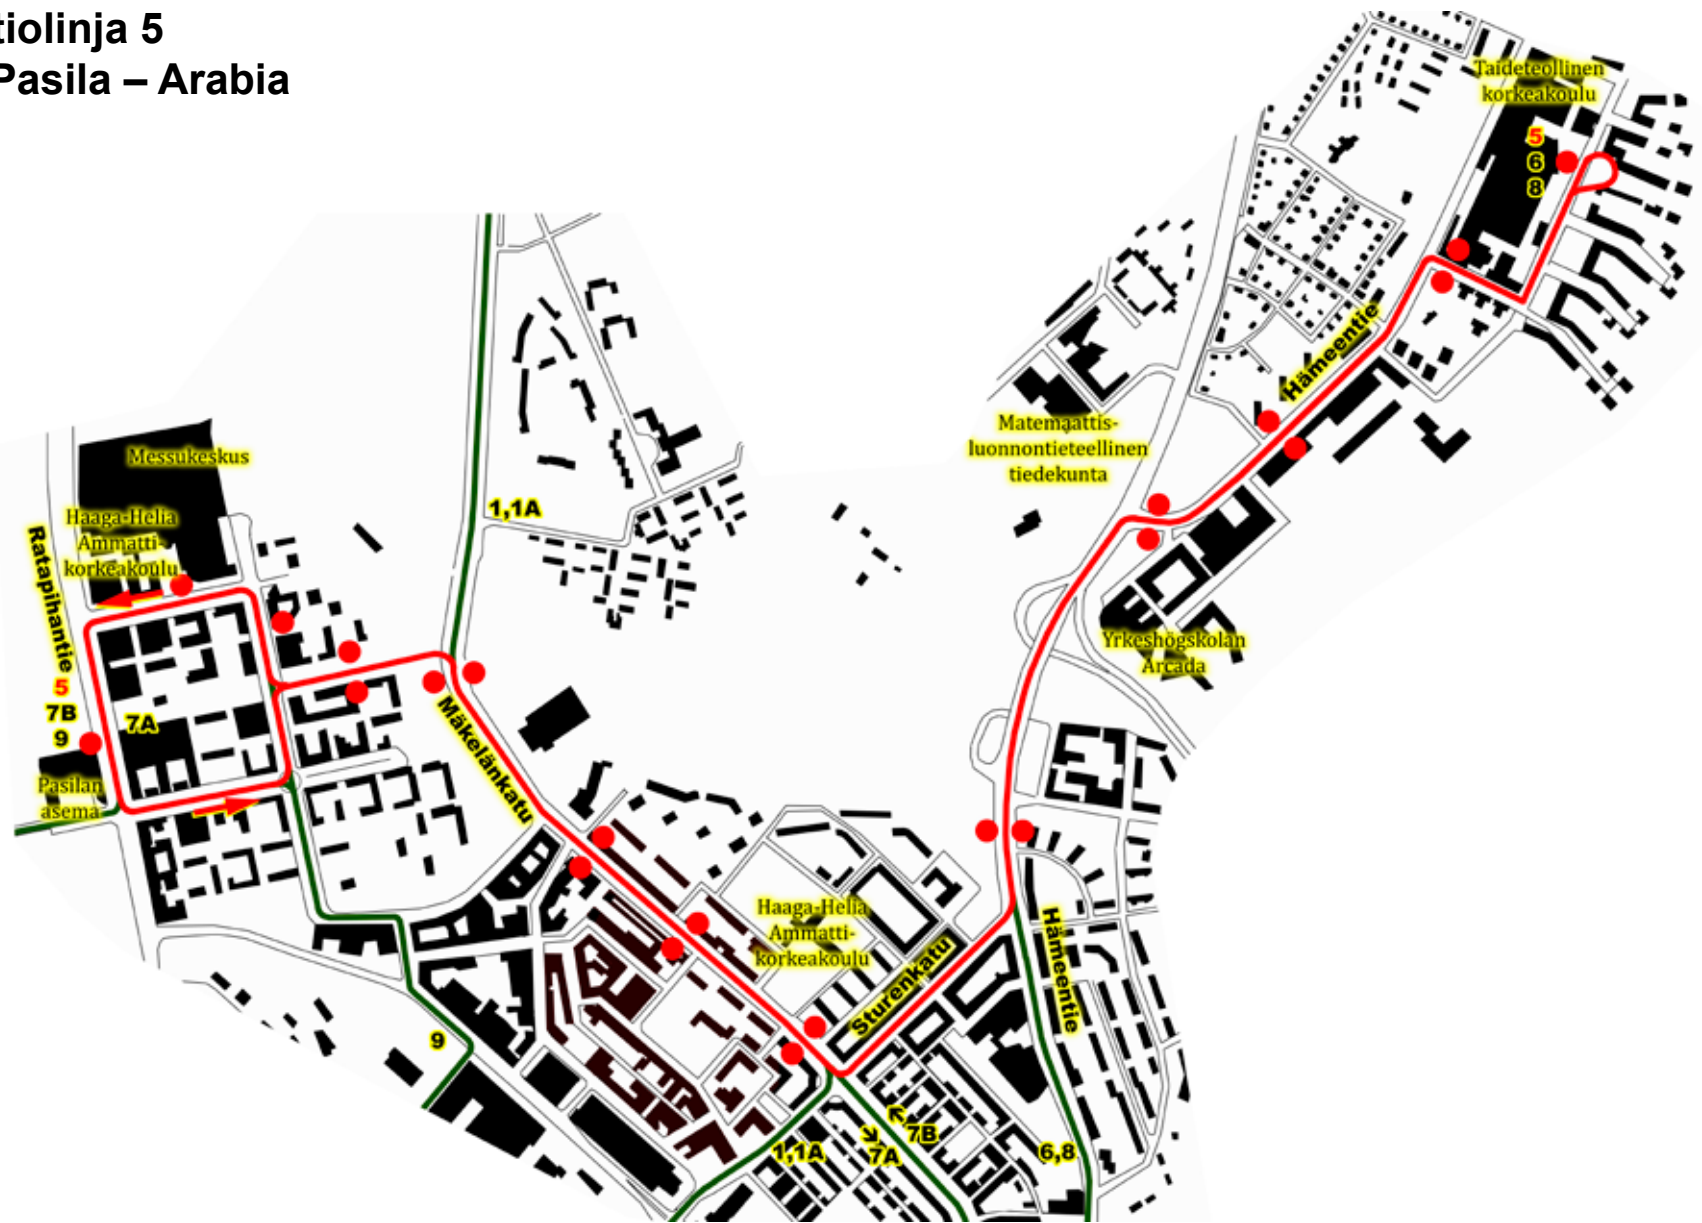 tiolinja 5
Pasila – Arabia
Taideteollinen
korkeakoulu
5
6
8
Hämeentie
Matemaattis-
luonnontieteellinen
tiedekunta
Messukeskus
1,1A
Haaga-Helia
Ammatti-
korkeakoulu
Ratapihantie
5
7B
9
7A
Pasilan
asema
Mäkelänkatu
Yrkeshögskolan
Arcada
Haaga-Helia
Ammatti-
korkeakoulu
Sturenkatu
Hämeentie
9
1,1A
7A
7B
6,8